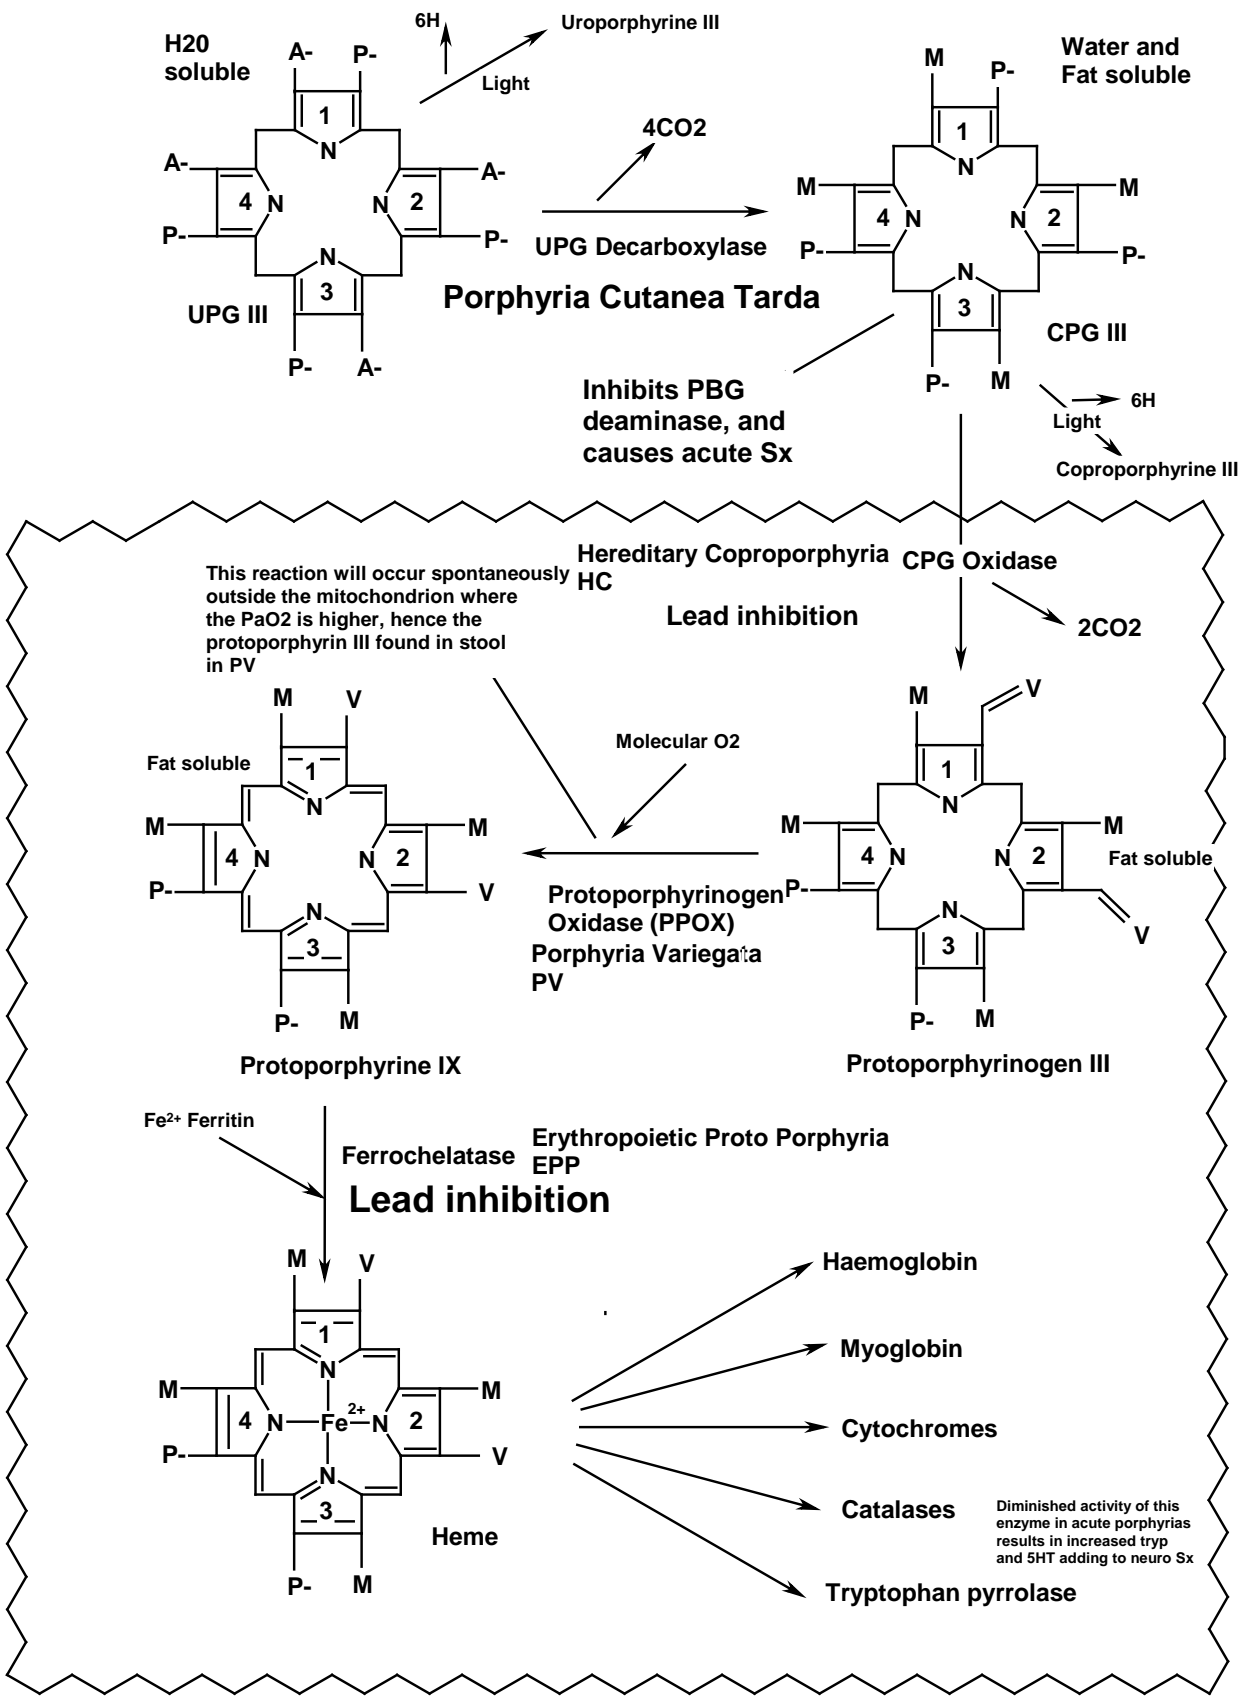 H20
soluble
A-
P-
6H
Light
Uroporphyrine III
1
N
A-
4
N
N
2
A-
P-
N
3
P-
UPG III
P-
A-
4CO2
UPG Decarboxylase
Porphyria Cutanea Tarda
Water and
Fat soluble
M
P-
1
N
M
4
N
N
2
M
P-
N
3
P-
CPG III
P-
M
Inhibits PBG
deaminase, and
causes acute Sx
6H
Light
Coproporphyrine III
Hereditary Coproporphyria
HC
CPG Oxidase
Lead inhibition
2CO2
This reaction will occur spontaneously
outside the mitochondrion where
the PaO2 is higher, hence the
protoporphyrin III found in stool
in PV
M
V
Fat soluble
1
N
M
4
N
N
2
M
P-
N
3
V
P-
M
Protoporphyrine IX
Molecular O2
Protoporphyrinogen
Oxidase (PPOX)
Porphyria Variegata
PV
M
V
1
N
M
4
N
N
2
M
Fat soluble
P-
N
3
V
P-
M
Protoporphyrinogen III
Fe2+ Ferritin
Ferrochelatase
Erythropoietic Proto Porphyria
EPP
Lead inhibition
M
V
1
N
M
4
N
Fe
2+
N
2
M
P-
N
3
V
P-
M
Heme
Haemoglobin
Myoglobin
Cytochromes
Catalases
Diminished activity of this
enzyme in acute porphyrias
results in increased tryp
and 5HT adding to neuro Sx
Tryptophan pyrrolase